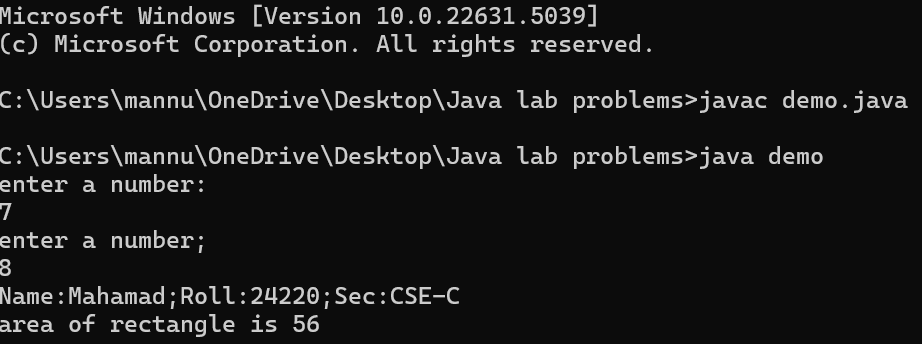 Microsoft Windows [Version 10.0.22631.5039]
(c) Microsoft Corporation. All rights reserved.
C:\Users\mannu\OneDrive\Desktop\Java lab problems>javac demo.java
C:\Users\mannu\OneDrive\Desktop\Java lab problems>java demo
enter a number:
7
enter a number;
8
Name:Mahamad;Roll:24220;Sec:CSE-C
area of rectangle is 56